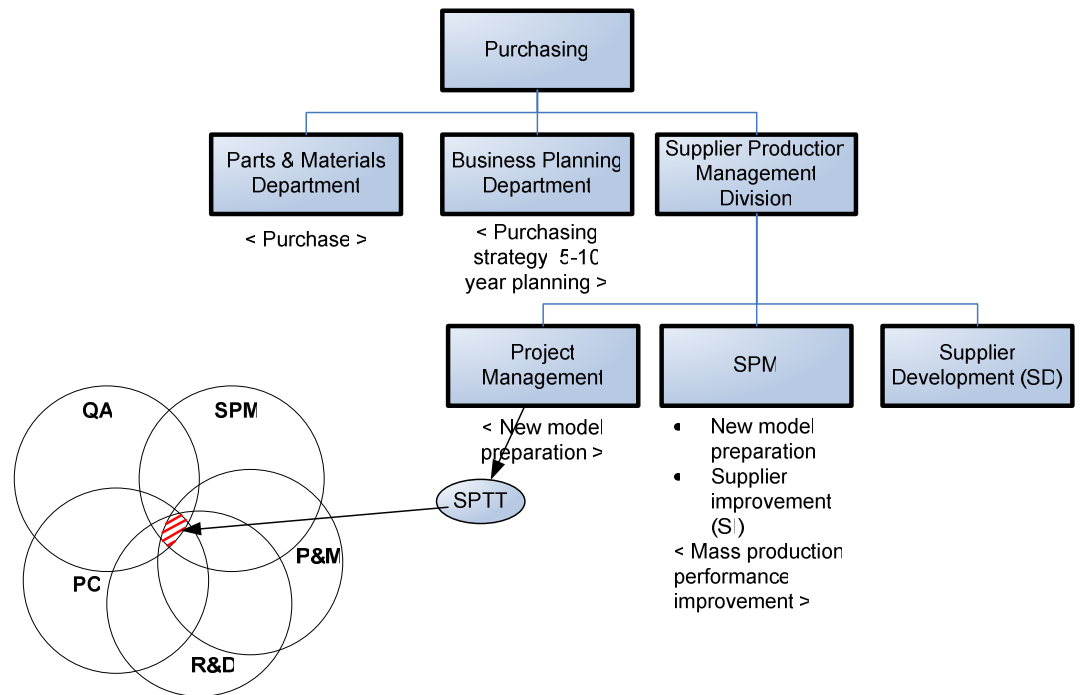 Purchasing
Parts & Materials
Department
Business Planning
Department
Supplier Production
Management
Division
< Purchase >
< Purchasing
strategy 5-10
year planning >
Project
Management
SPM
Supplier
Development (SD)
< New model
preparation >
• New model
preparation
• Supplier
improvement
(SI)
< Mass production
performance
improvement >
SPTT
QA
SPM
PC
P&M
R&D